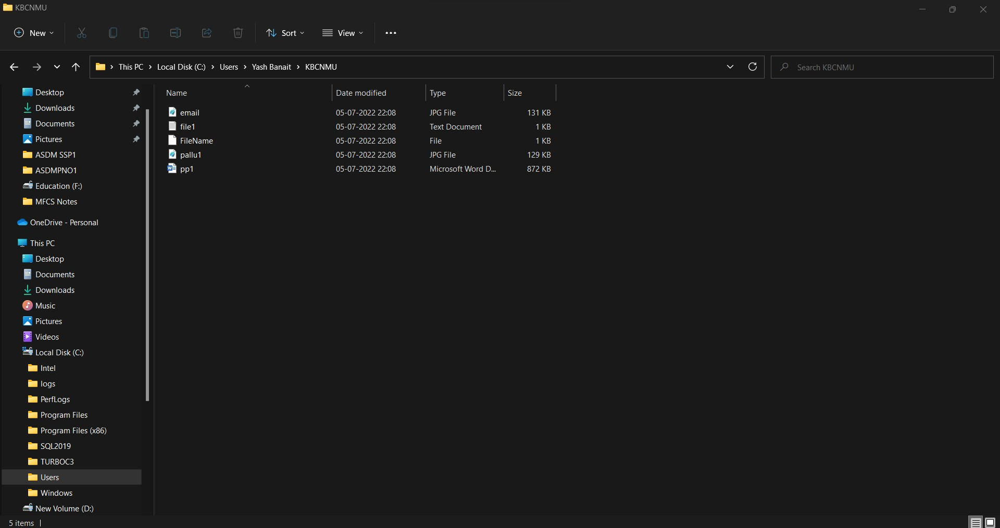 KBCNMU
New Sort View
This PC Local Disk (C:) Users Yash Banait KBCNMU Search KBCNMU
Desktop
Downloads
Documents
Pictures
ASDM SSP1
ASDMPNO1
Education (F:)
MFCS Notes
OneDrive - Personal
This PC
Desktop
Documents
Downloads
Music
Pictures
Videos
Local Disk (C:)
Intel
logs
PerfLogs
Program Files
Program Files (x86)
SQL2019
TURBOC3
Users
Windows
New Volume (D:)
Name Date modified Type Size
email 05-07-2022 22:08 JPG File 131 KB
file1 05-07-2022 22:08 Text Document 1 KB
FileName 05-07-2022 22:08 File 1 KB
pallu1 05-07-2022 22:08 JPG File 129 KB
pp1 05-07-2022 22:08 Microsoft Word D... 872 KB
5 items